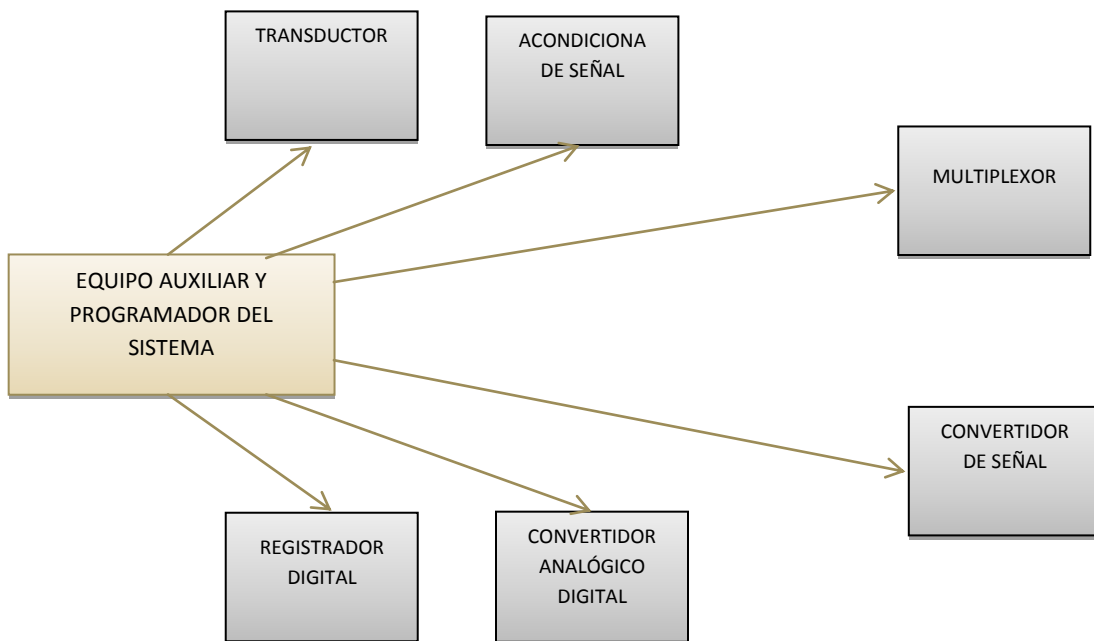 TRANSDUCTOR
ACONDICIONA
DE SEÑAL
MULTIPLEXOR
EQUIPO AUXILIAR Y
PROGRAMADOR DEL
SISTEMA
CONVERTIDOR
DE SEÑAL
REGISTRADOR
DIGITAL
CONVERTIDOR
ANALÓGICO
DIGITAL